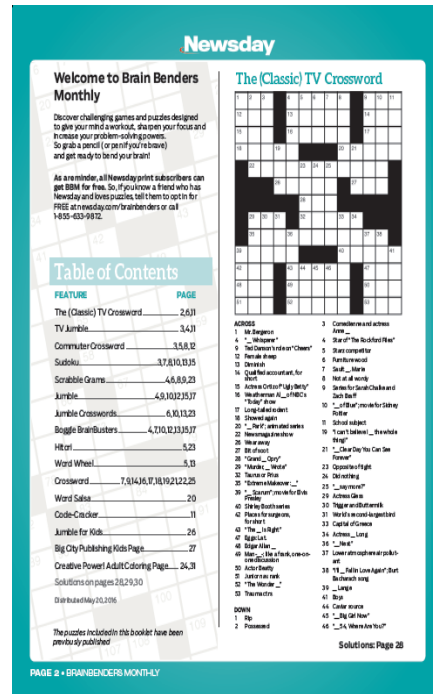 Newsday
Welcome to Brain Benders
Monthly
Discover challenging games and puzzles designed
to give your mind a workout, sharpen your focus and
increase your problem-solving powers.
So grab a pencil (or pen if you're brave)
and get ready to bend your brain!
As a reminder, all Newsday print subscribers can
get BBM for free. So, if you know a friend who has
Newsday and loves puzzles, tell them to opt in for
FREE at newsday.com/brainbenders or call
1-855-633-9872.
Table of Contents
FEATURE PAGE
The (Classic) TV Crossword 2,6,11
TV Jumble 3,4,11
Commuter Crossword 3,5,8,12
Sudoku 3,7,8,10,13,15
Scrabble Grams 4,6,8,9,23
Jumble 4,9,10,12,15,17
Jumble Crosswords 6,10,13,23
Boggle BrainBusters 4,7,10,12,13,15,17
Hitori 5,23
Word Wheel 5,13
Crossword 7,9,14,16,17,18,19,21,22,25
Word Salsa 20
Code-Cracker 11
Jumble for Kids 26
Big City Publishing Kids Page 27
Creative Power! Adult Coloring Page 24,31
Solutions on pages 28,29,30
Distributed May 20, 2016
The puzzles included in this booklet have been
previously published
The (Classic) TV Crossword
ACROSS
1 Mr. Bergeron
4 "__ Whisperer"
9 Ted Danson's role on "Cheers"
12 Female sheep
13 Diminish
14 Qualified accountant, for
short
15 Actress Ortiz of "Ugly Betty"
16 Weatherman Al __ of NBC's
"Today" show
17 Long-tailed rodent
18 Showed again
20 "__ Park"; animated series
22 Newsmagazine show
26 Wear away
27 Bit of soot
28 "Grand __ Opry"
29 "Murder, __ Wrote"
32 Taurus or Prius
35 "Extreme Makeover: __"
39 "__ Spurs"; movie for Elvis
Presley
40 Shirley Booth series
42 Places for surgeons,
for short
43 "The __ Is Right"
47 Eggs: Lat.
48 Edgar Allan __
49 Man-__-; like a frank, one-on-
one discussion
50 Actor Beatty
51 Junior's rank
52 "The Wonder __"
53 Trauma ctrs
DOWN
1 Rip
2 Possessed
3 Comedienne and actress
Anne __
4 Star of "The Rockford Files"
5 Stars competitor
6 Furniture wood
7 Sault __. Marie
8 Not at all wordy
9 Series for Sarah Chalke and
Zach Braff
10 "__ of Blue"; movie for Sidney
Poitier
11 School subject
19 "I can't believe I __ the whole
thing!"
21 "__ Clear Day You Can See
Forever"
23 Opposite of flight
24 Did nothing
25 "__ say more?"
29 Actress Glass
30 Trigger and Buttermilk
31 World's second-largest bird
33 Capital of Greece
34 Actress __ Long
36 "__ Next"
37 Lower atmosphere air pollut-
ant
38 "I'll __ Fall in Love Again"; Burt
Bacharach song
39 __ Lange
41 Boys
44 Caviar source
45 "__ Big Girl Now"
46 "__ 54, Where Are You?"
Solutions: Page 28
PAGE 2 • BRAINBENDERS MONTHLY